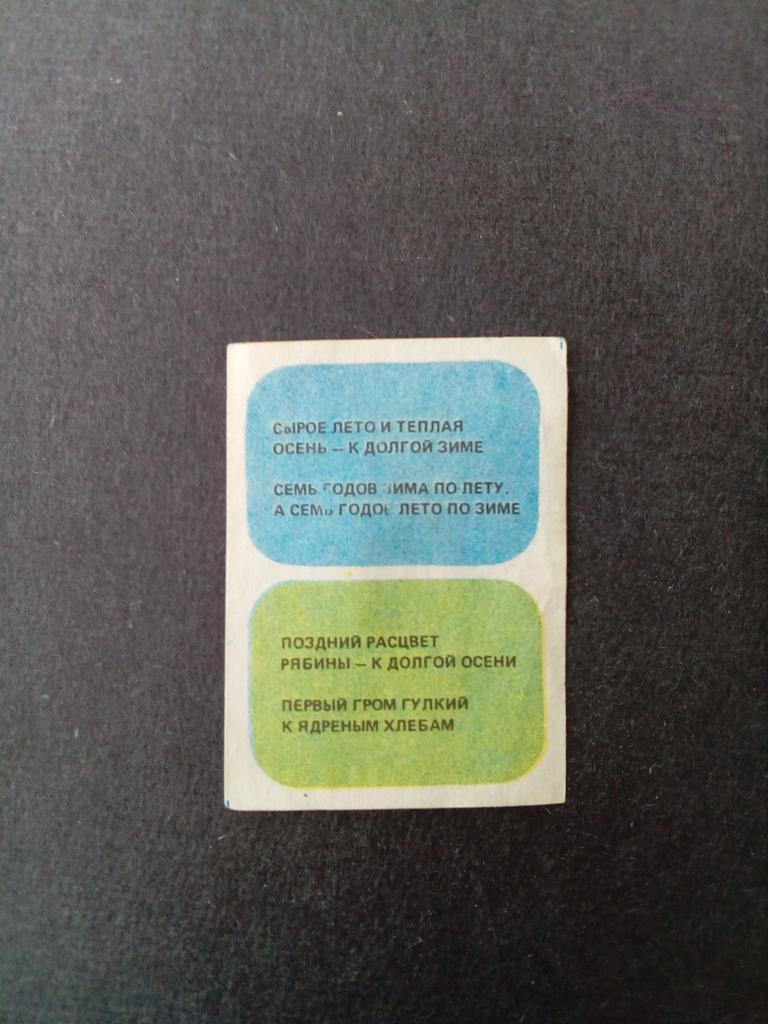 СЫРОЕ ЛЕТО И ТЕПЛАЯ
ОСЕНЬ – К ДОЛГОЙ ЗИМЕ
СЕМЬ ГОДОВ ЗИМА ПО ЛЕТУ,
А СЕМЬ ГОДОВ ЛЕТО ПО ЗИМЕ
ПОЗДНИЙ РАСЦВЕТ
РЯБИНЫ – К ДОЛГОЙ ОСЕНИ
ПЕРВЫЙ ГРОМ ГУЛКИЙ
К ЯДРЕНЫМ ХЛЕБАМ